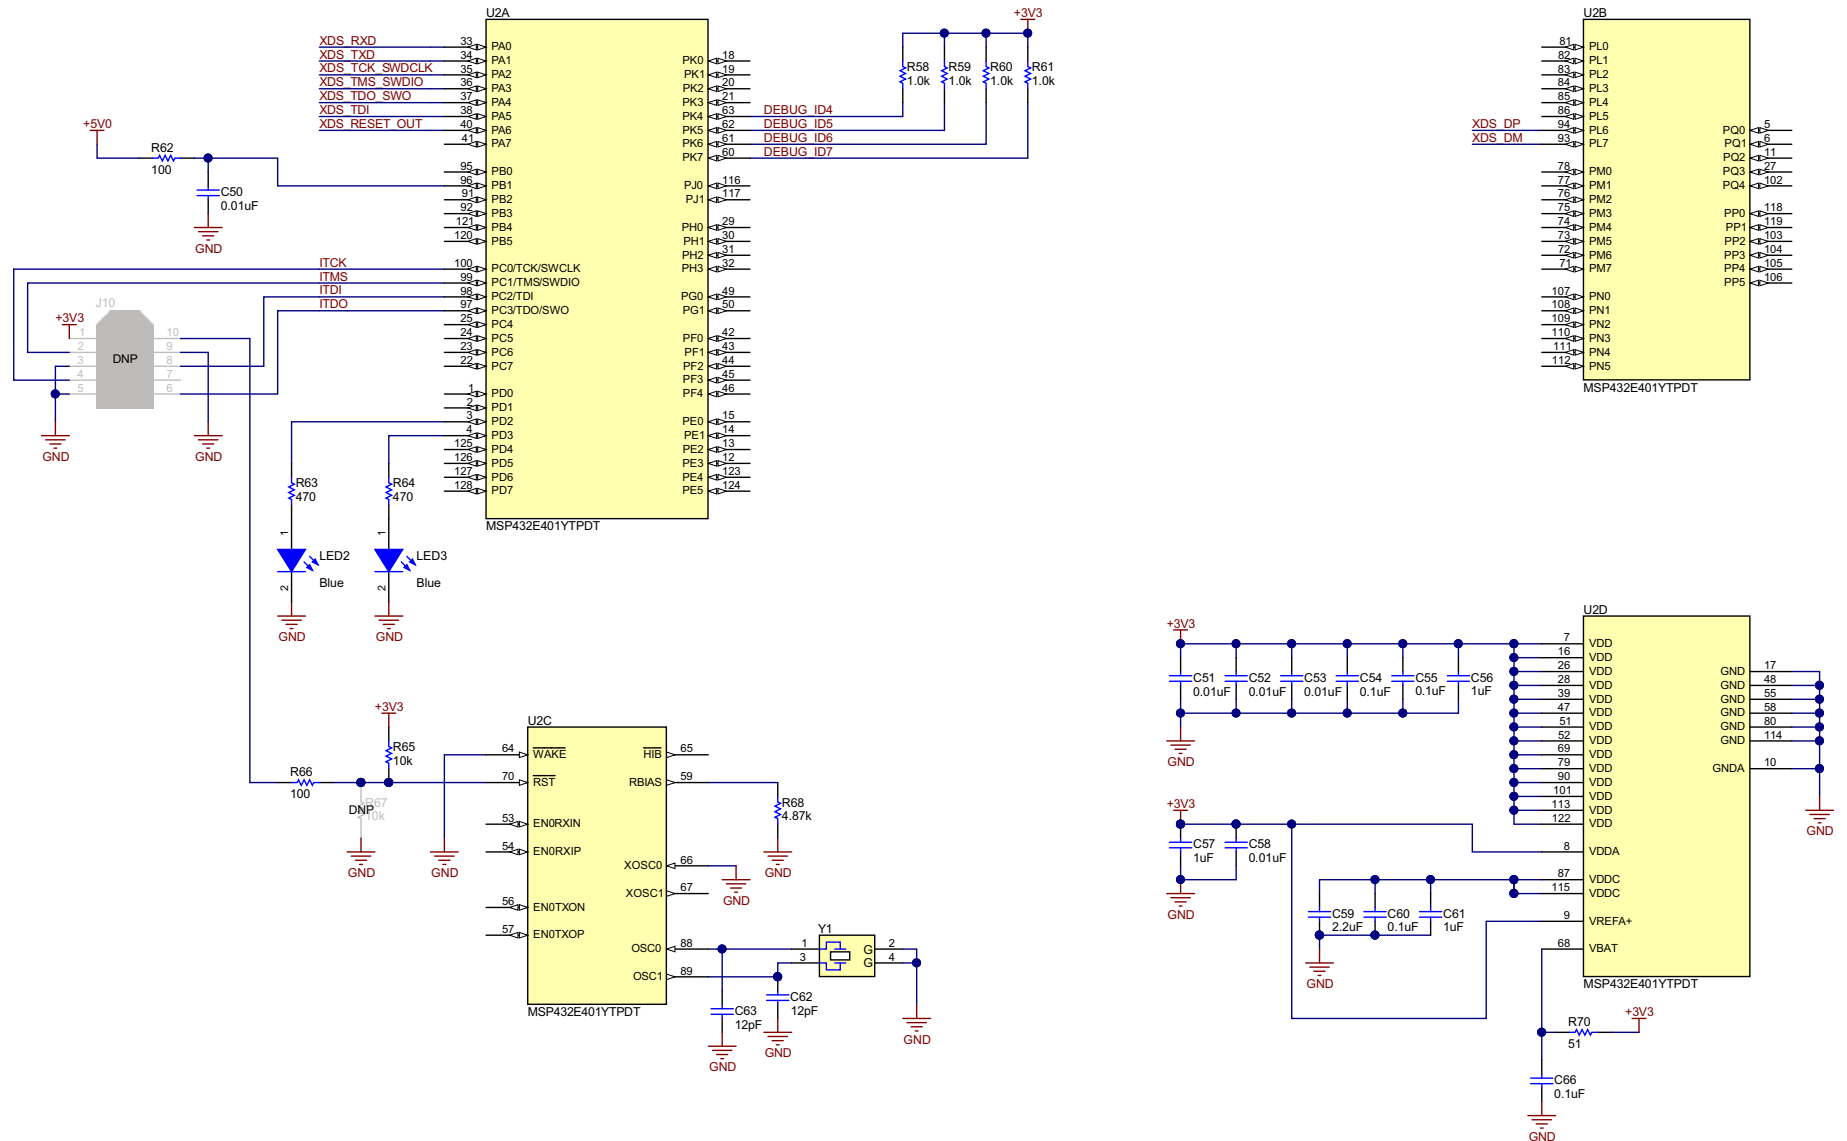 U2A
XDS_RXD 33 PA0
XDS_TXD 34 PA1
XDS_TCK_SWDCLK 35 PA2
XDS_TMS_SWDIO 36 PA3
XDS_TDO_SWO 37 PA4
XDS_TDI 38 PA5
XDS_RESET_OUT 40 PA6
41 PA7
95 PB0
96 PB1
91 PB2
92 PB3
121 PB4
120 PB5
ITCK 100 PC0/TCK/SWCLK
ITMS 99 PC1/TMS/SWDIO
ITDI 98 PC2/TDI
ITDO 97 PC3/TDO/SWO
25 PC4
24 PC5
23 PC6
22 PC7
1 PD0
2 PD1
3 PD2
4 PD3
125 PD4
126 PD5
127 PD6
128 PD7
PK0 18
PK1 19
PK2 20
PK3 21
PK4 63 DEBUG_ID4
PK5 62 DEBUG_ID5
PK6 61 DEBUG_ID6
PK7 60 DEBUG_ID7
PJ0 116
PJ1 117
PH0 29
PH1 30
PH2 31
PH3 32
PG0 49
PG1 50
PF0 42
PF1 43
PF2 44
PF3 45
PF4 46
PE0 15
PE1 14
PE2 13
PE3 12
PE4 123
PE5 124
MSP432E401YTPDT
+3V3
R58 R59 R60 R61
1.0k 1.0k 1.0k 1.0k
+5V0
R62
100
C50
0.01uF
GND
J10
+3V3
DNP
1 10
2 9
3 8
4 7
5 6
GND GND
R63
470
R64
470
1 1
LED2 LED3
Blue Blue
2 2
GND GND
U2B
81 PL0
82 PL1
83 PL2
84 PL3
85 PL4
86 PL5
XDS_DP 94 PL6
XDS_DM 93 PL7
78 PM0
77 PM1
76 PM2
75 PM3
74 PM4
73 PM5
72 PM6
71 PM7
107 PN0
108 PN1
109 PN2
110 PN3
111 PN4
112 PN5
PQ0 5
PQ1 6
PQ2 11
PQ3 27
PQ4 102
PP0 118
PP1 119
PP2 103
PP3 104
PP4 105
PP5 106
MSP432E401YTPDT
+3V3
R65
10k
R66
100
DNP
R67
10k
GND GND
U2C
64 WAKE
70 RST
53 EN0RXIN
54 EN0RXIP
56 EN0TXON
57 EN0TXOP
HIB 65
RBIAS 59
XOSC0 66
XOSC1 67
OSC0 88
OSC1 89
MSP432E401YTPDT
R68
4.87k
GND
GND
Y1
1 G 2
3 G 4
C62
12pF
C63
12pF
GND
GND
GND
U2D
+3V3
C51 C52 C53 C54 C55 C56
0.01uF 0.01uF 0.01uF 0.1uF 0.1uF 1uF
GND
+3V3
C57 C58
1uF 0.01uF
GND
C59 C60 C61
2.2uF 0.1uF 1uF
GND
7 VDD
16 VDD
26 VDD
28 VDD
39 VDD
47 VDD
51 VDD
52 VDD
69 VDD
79 VDD
90 VDD
101 VDD
113 VDD
122 VDD
8 VDDA
87 VDDC
115 VDDC
9 VREFA+
68 VBAT
GND 17
GND 48
GND 55
GND 58
GND 80
GND 114
GNDA 10
GND
MSP432E401YTPDT
+3V3
R70
51
C66
0.1uF
GND